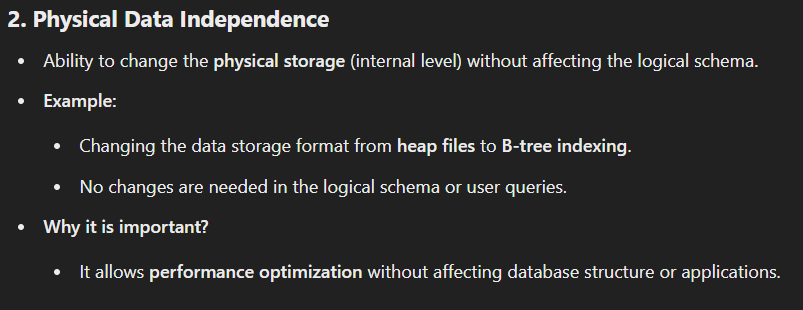 2. Physical Data Independence
• Ability to change the physical storage (internal level) without affecting the logical schema.
• Example:
• Changing the data storage format from heap files to B-tree indexing.
• No changes are needed in the logical schema or user queries.
• Why it is important?
• It allows performance optimization without affecting database structure or applications.